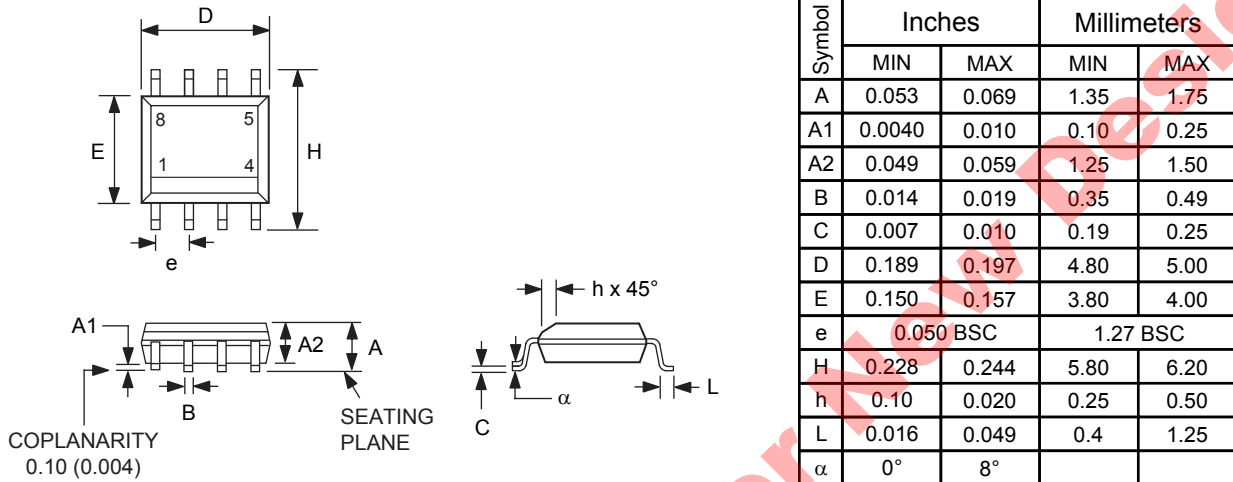 D
8 5
E
H
1 4
e
h x 45°
A1
A2
A
α
L
B
C
SEATING
PLANE
COPLANARITY
0.10 (0.004)
Symbol Inches Millimeters
MIN MAX MIN MAX
A 0.053 0.069 1.35 1.75
A1 0.0040 0.010 0.10 0.25
A2 0.049 0.059 1.25 1.50
B 0.014 0.019 0.35 0.49
C 0.007 0.010 0.19 0.25
D 0.189 0.197 4.80 5.00
E 0.150 0.157 3.80 4.00
e 0.050 BSC 1.27 BSC
H 0.228 0.244 5.80 6.20
h 0.10 0.020 0.25 0.50
L 0.016 0.049 0.4 1.25
α 0° 8°
New